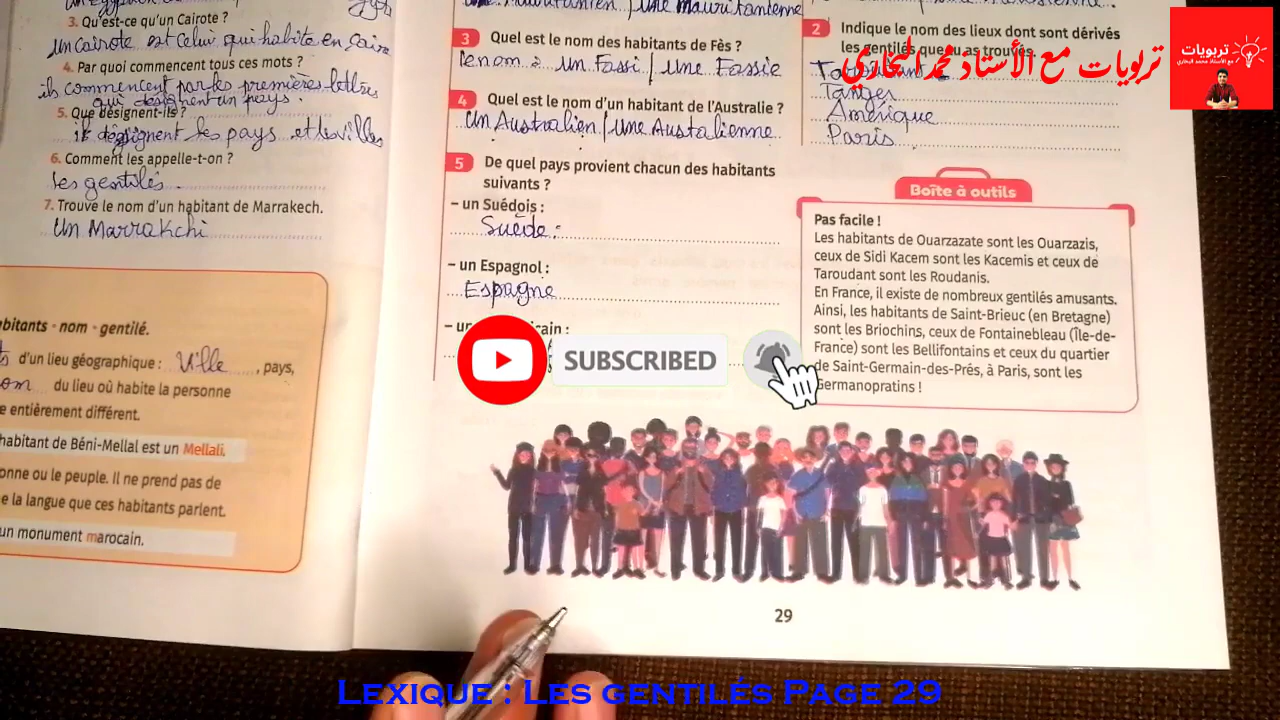 3. Qu'est-ce qu'un Cairote ?
un cairote est celui qui habite en Caire
4. Par quoi commencent tous ces mots ?
ils commencent par les premières lettres
qui désignent un pays.
5. Que désignent-ils ?
ils désignent les pays et les villes
6. Comment les appelle-t-on ?
les gentilés.
7. Trouve le nom d'un habitant de Marrakech.
Un Marrakchi
abitants - nom - gentilé.
d'un lieu géographique : Ville , pays,
du lieu où habite la personne
e entièrement différent.
habitant de Béni-Mellal est un Mellali.
onne ou le peuple. Il ne prend pas de
e la langue que ces habitants parlent.
un monument marocain.
une Mauritanienne
3 Quel est le nom des habitants de Fès ?
un Fassi / une Fassie
4 Quel est le nom d'un habitant de l'Australie ?
un Australien / une Austalienne
5 De quel pays provient chacun des habitants
suivants ?
– un Suédois :
Suède :
– un Espagnol :
Espagne
2 Indique le nom des lieux dont sont dérivés
les gentilés que tu as trouvés.
Tanger
Amérique
Paris
Boîte à outils
Pas facile !
Les habitants de Ouarzazate sont les Ouarzazis,
ceux de Sidi Kacem sont les Kacemis et ceux de
Taroudant sont les Roudanis.
En France, il existe de nombreux gentilés amusants.
Ainsi, les habitants de Saint-Brieuc (en Bretagne)
sont les Briochins, ceux de Fontainebleau (Île-de-
France) sont les Bellifontains et ceux du quartier
de Saint-Germain-des-Prés, à Paris, sont les
Germanopratins !
29
تربويات مع الأستاذ محمد البخاري
تربويات
مع الأستاذ محمد البخاري
SUBSCRIBED
Lexique : Les gentilés Page 29